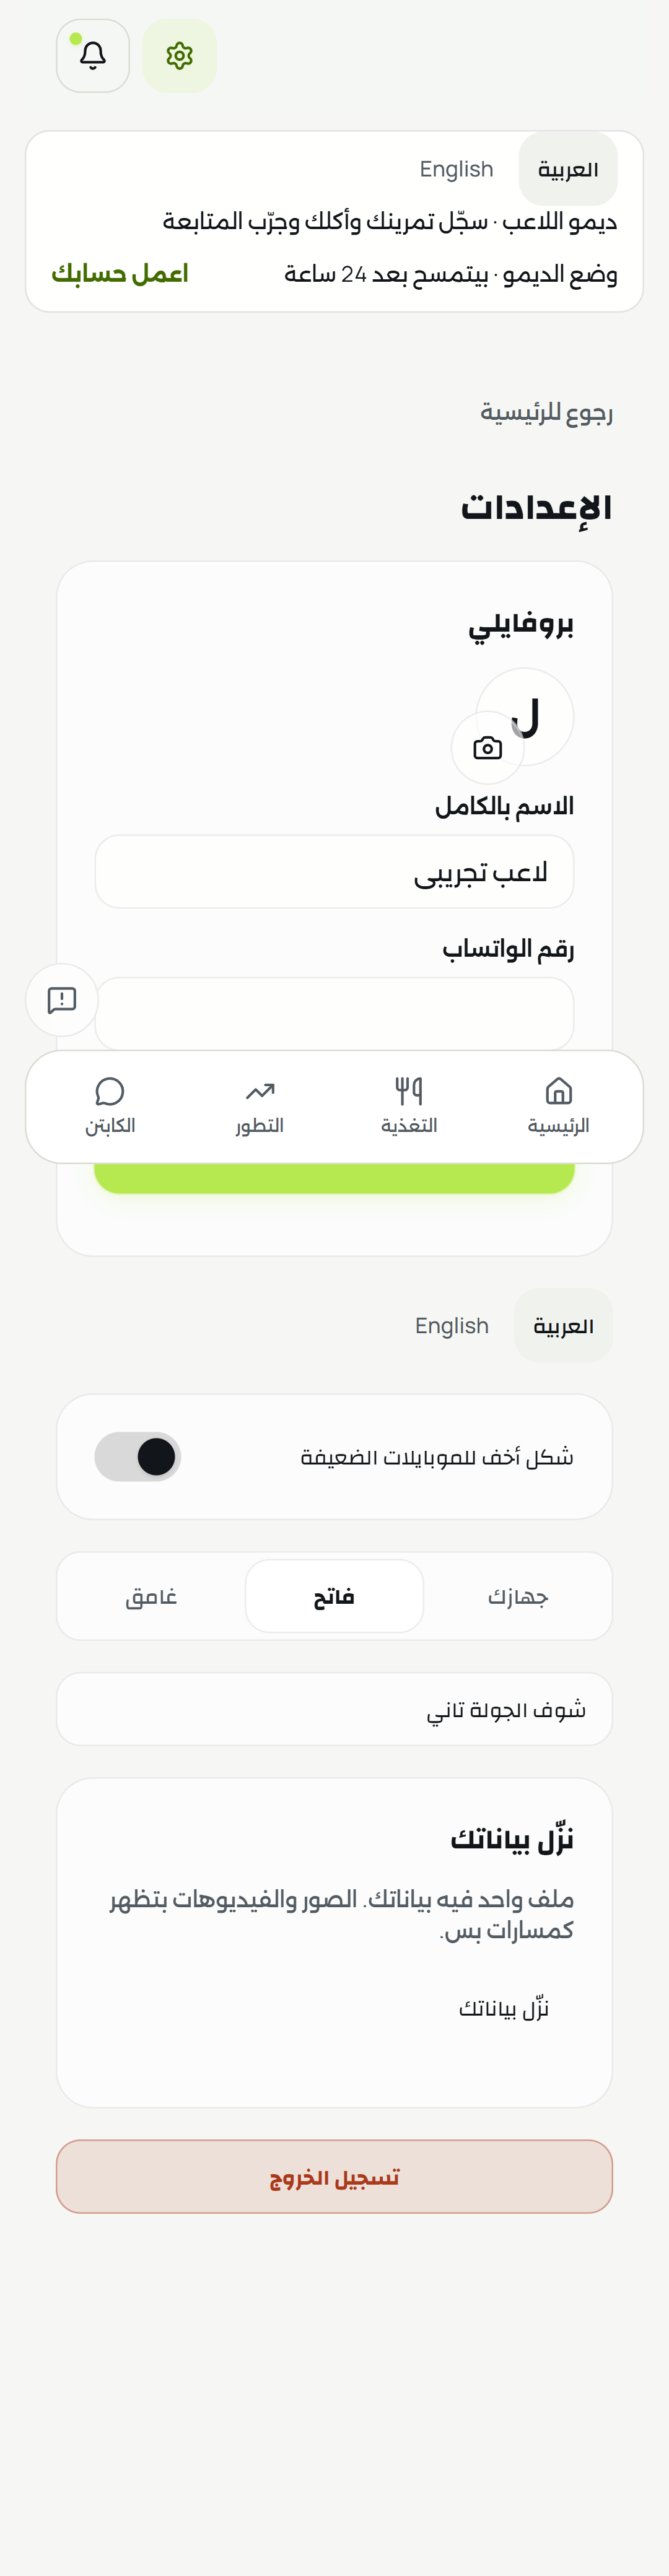 العربية English
ديمو اللاعب · سجّل تمرينك وأكلك وجرّب المتابعة
وضع الديمو · بيتمسح بعد 24 ساعة
اعمل حسابك
رجوع للرئيسية
الإعدادات
بروفايلي
ل
الاسم بالكامل
لاعب تجريبى
رقم الواتساب
الرئيسية
التغذية
التطور
الكابتن
العربية English
شكل أخف للموبايلات الضعيفة
جهازك
فاتح
غامق
شوف الجولة تاني
نزّل بياناتك
ملف واحد فيه بياناتك. الصور والفيديوهات بتظهر
كمسارات بس.
نزّل بياناتك
تسجيل الخروج